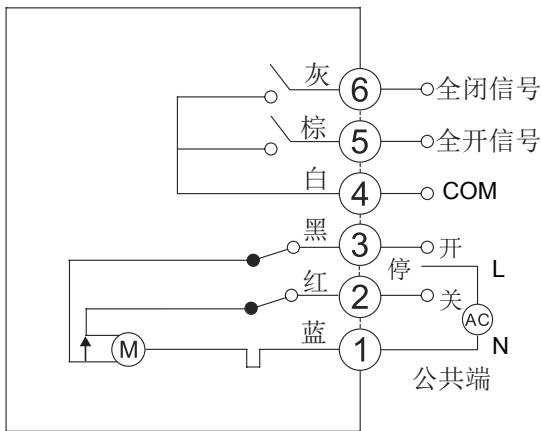 灰 6 全闭信号
棕 5 全开信号
白 4 COM
黑 3 开
停 L
红 2 关
AC
蓝 1 N
M
公共端